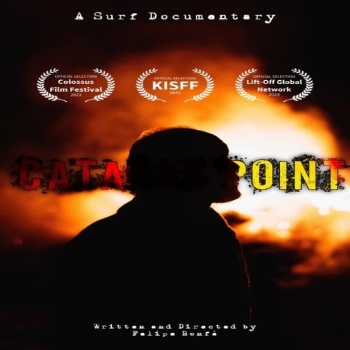 A Surf Documentary
OFFICIAL SELECTION
Colossus
Film Festival
2023
OFFICIAL SELECTION
KISFF
2023
OFFICIAL SELECTION
Lift-Off Global
Network
2023
POINT
Written and Directed by
Felipe Benfé